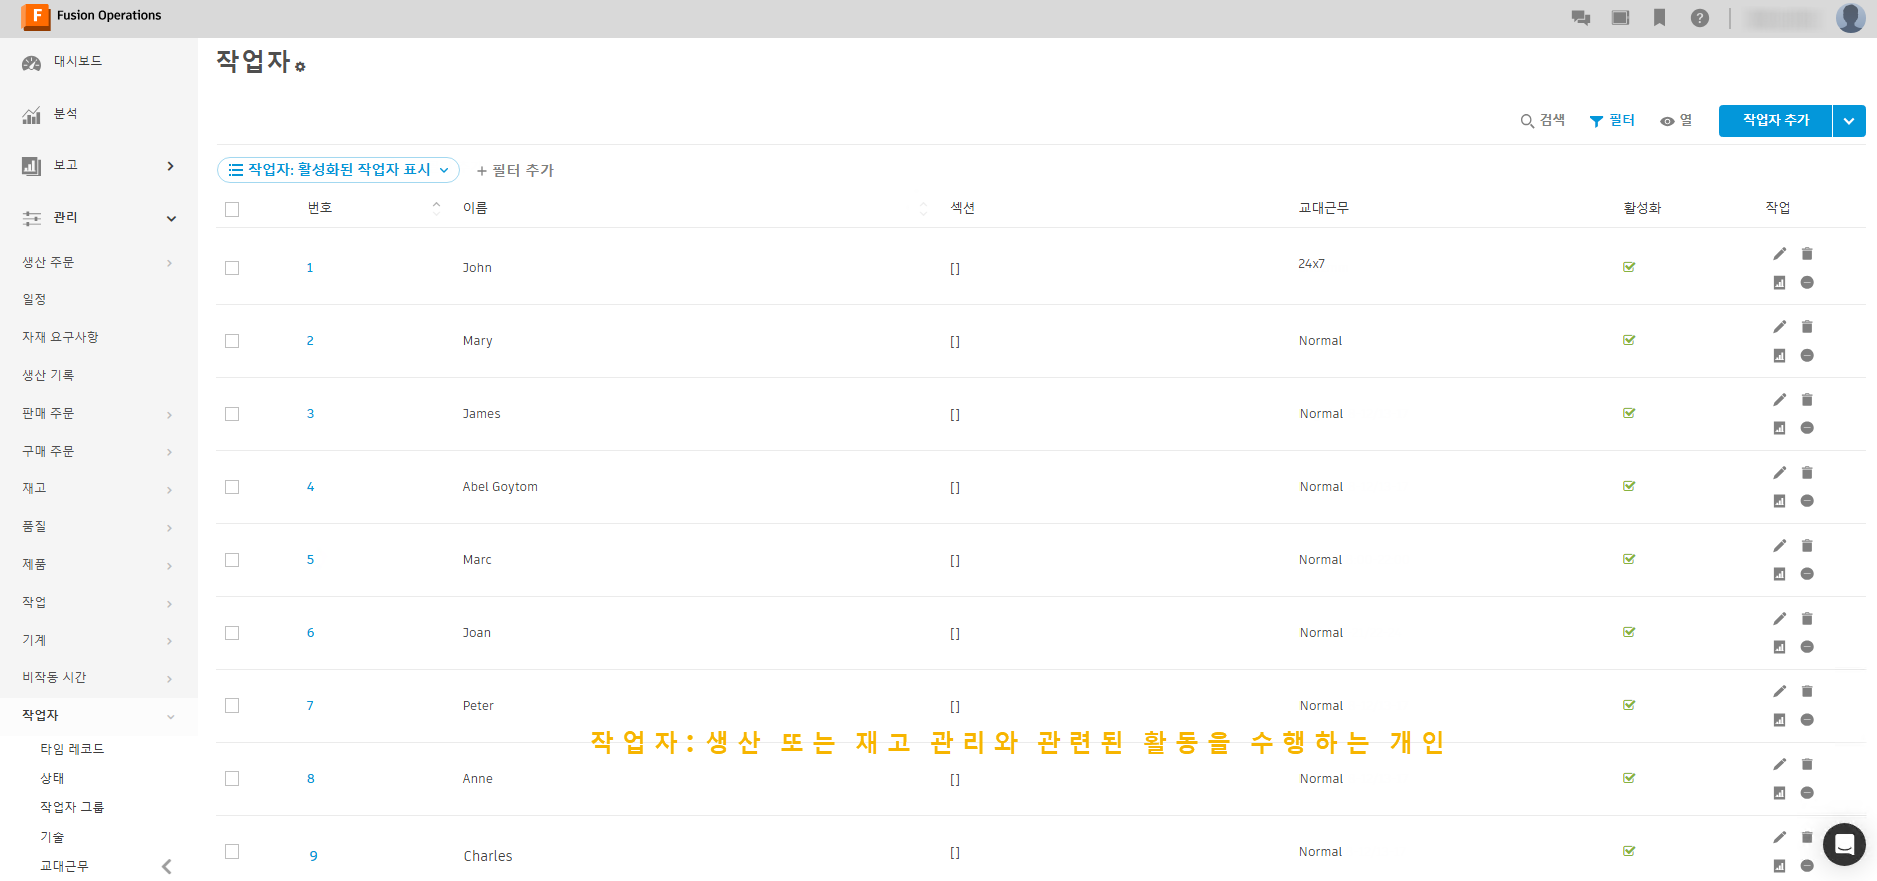 F Fusion Operations
작업자
대시보드
분석
보고
관리
생산 주문
일정
자재 요구사항
생산 기록
판매 주문
구매 주문
재고
품질
제품
작업
기계
비작동 시간
작업자
타임 레코드
상태
작업자 그룹
기술
교대근무
검색 필터 열 작업자 추가
작업자: 활성화된 작업자 표시 + 필터 추가
번호 이름 섹션 교대근무 활성화 작업
1 John [] 24x7
2 Mary [] Normal
3 James [] Normal
4 Abel Goytom [] Normal
5 Marc [] Normal
6 Joan [] Normal
7 Peter [] Normal
작업자: 생산 또는 재고 관리와 관련된 활동을 수행하는 개인
8 Anne [] Normal
9 Charles [] Normal